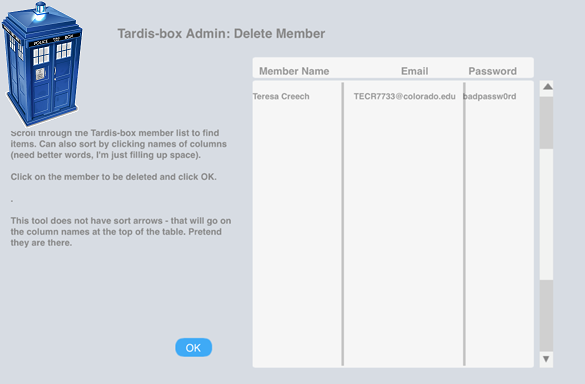 POLICE BOX
Tardis-box Admin: Delete Member
Member Name Email Password
Teresa Creech TECR7733@colorado.edu badpassw0rd
Scroll through the Tardis-box member list to find
items. Can also sort by clicking names of columns
(need better words, I'm just filling up space).
Click on the member to be deleted and click OK.
.
This tool does not have sort arrows - that will go on
the column names at the top of the table. Pretend
they are there.
OK